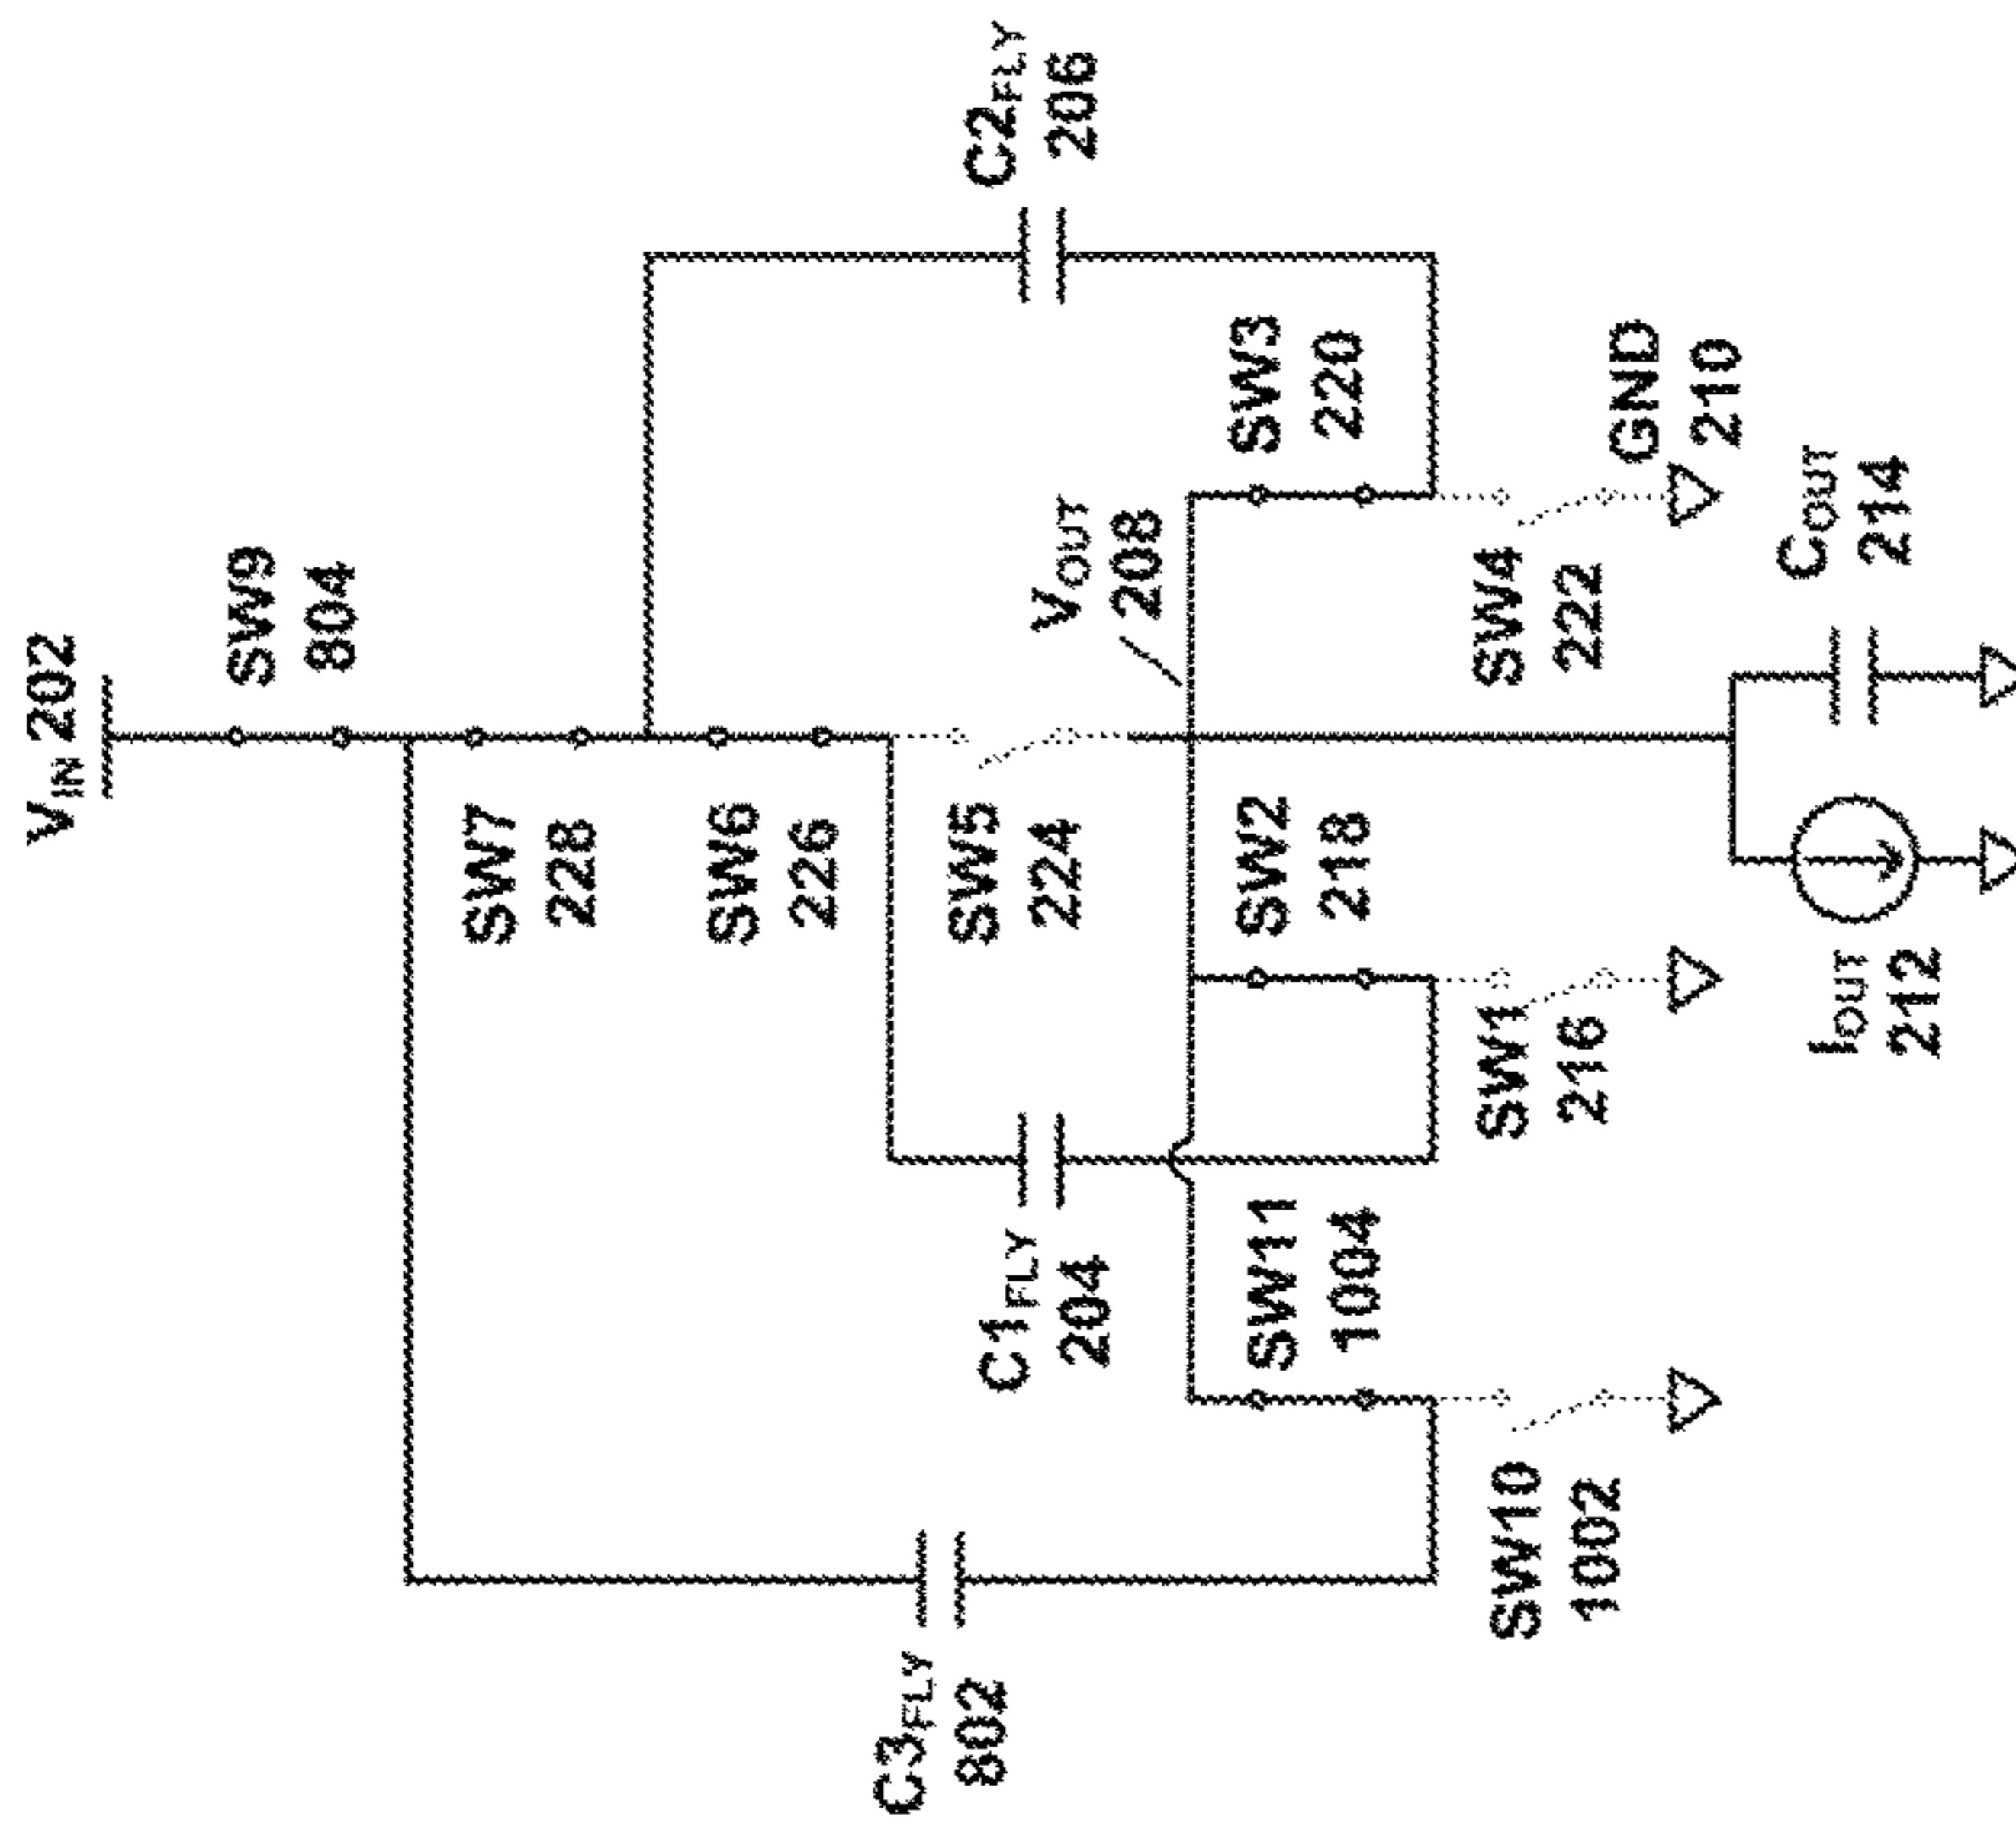 V_IN 202
SW9
804
SW7
228
SW6
226
SW5
224
C2_FLY
206
V_OUT
208
C3_FLY
802
C1_FLY
204
SW11
1004
SW2
218
SW3
220
SW10
1002
SW1
216
SW4
222
GND
210
I_OUT
212
C_OUT
214